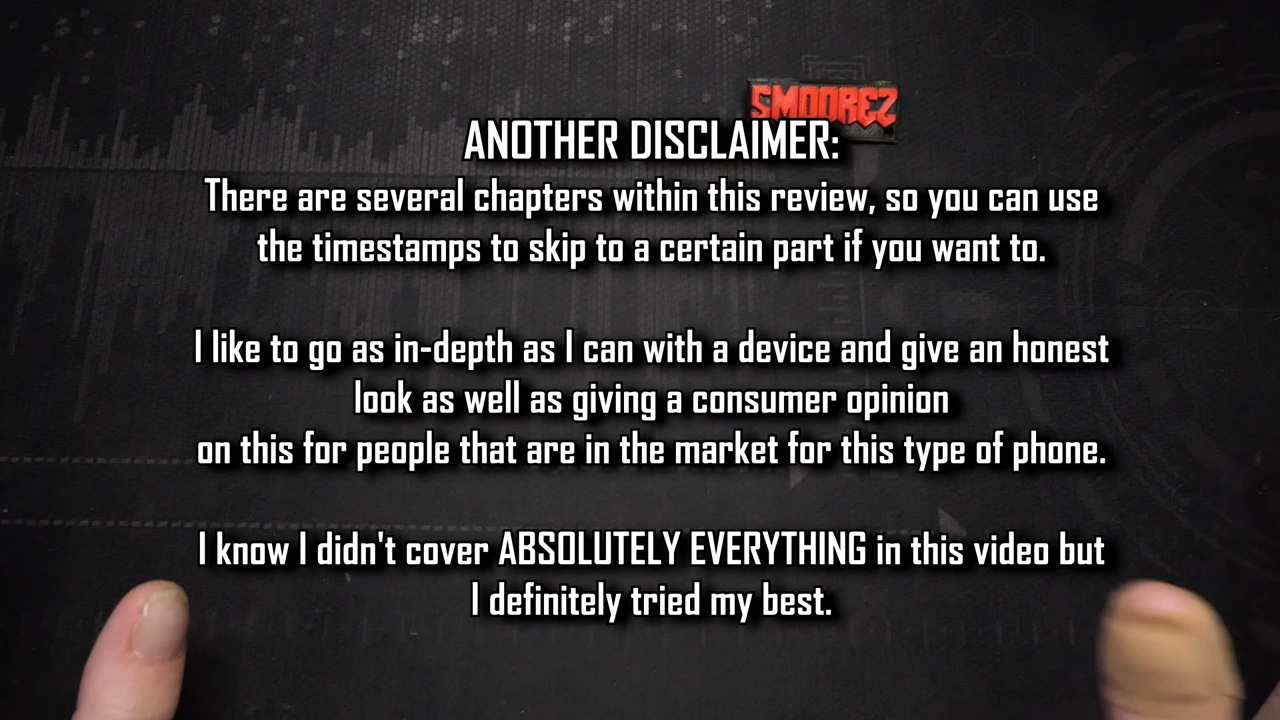 SMOOREZ
ANOTHER DISCLAIMER:
There are several chapters within this review, so you can use
the timestamps to skip to a certain part if you want to.
I like to go as in-depth as I can with a device and give an honest
look as well as giving a consumer opinion
on this for people that are in the market for this type of phone.
I know I didn't cover ABSOLUTELY EVERYTHING in this video but
I definitely tried my best.